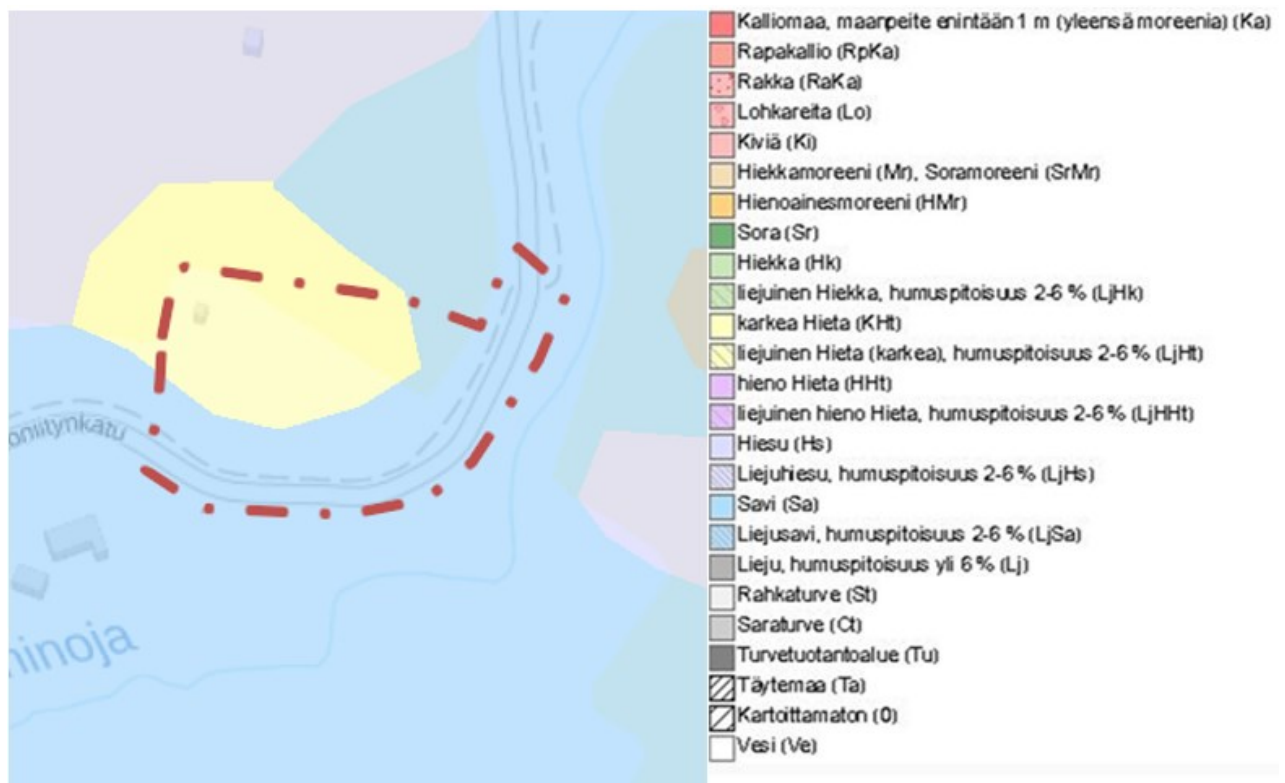 oniitynkatu
ninoja
Kalliomaa, maanpeite enintään 1 m (yleensä moreenia) (Ka)
Rapakallio (RpKa)
Rakka (RaKa)
Lohkareita (Lo)
Kiviä (Ki)
Hiekkamoreeni (Mr), Soramoreeni (SrMr)
Hienoainesmoreeni (HMr)
Sora (Sr)
Hiekka (Hk)
liejuinen Hiekka, humuspitoisuus 2-6 % (LjHk)
karkea Hieta (KHt)
liejuinen Hieta (karkea), humuspitoisuus 2-6 % (LjHt)
hieno Hieta (HHt)
liejuinen hieno Hieta, humuspitoisuus 2-6 % (LjHHt)
Hiesu (Hs)
Liejuhiesu, humuspitoisuus 2-6 % (LjHs)
Savi (Sa)
Liejusavi, humuspitoisuus 2-6 % (LjSa)
Lieju, humuspitoisuus yli 6 % (Lj)
Rahkaturve (St)
Saraturve (Ct)
Turvetuotantoalue (Tu)
Täytemaa (Ta)
Kartoittamaton (0)
Vesi (Ve)